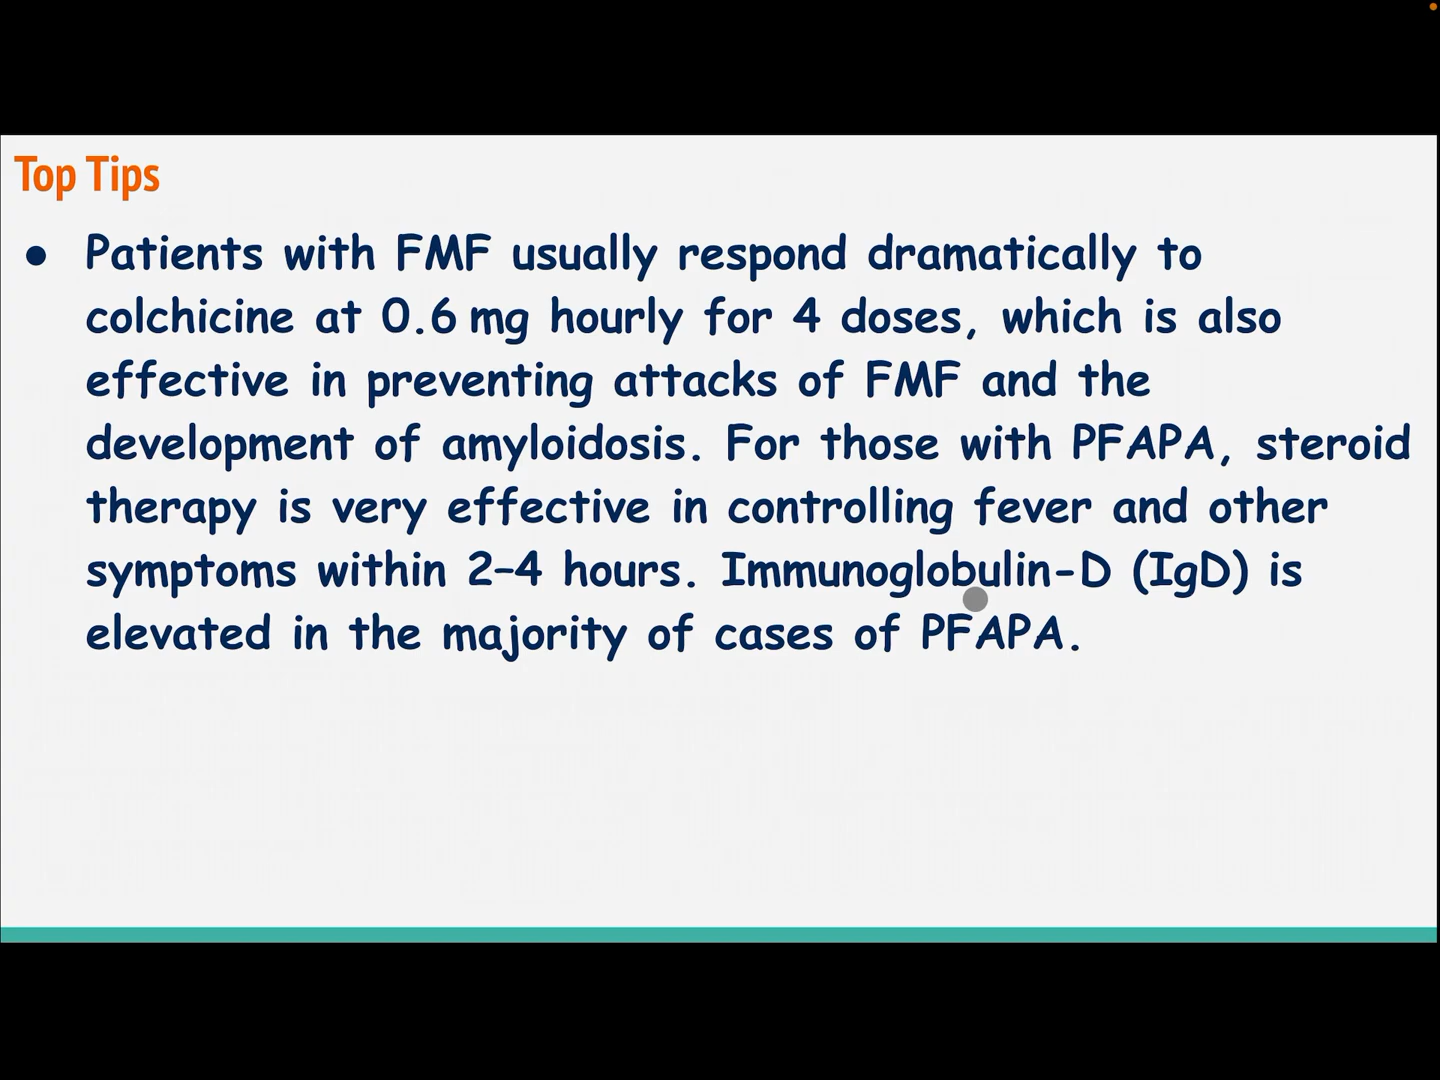 Top Tips
● Patients with FMF usually respond dramatically to
colchicine at 0.6 mg hourly for 4 doses, which is also
effective in preventing attacks of FMF and the
development of amyloidosis. For those with PFAPA, steroid
therapy is very effective in controlling fever and other
symptoms within 2–4 hours. Immunoglobulin-D (IgD) is
elevated in the majority of cases of PFAPA.